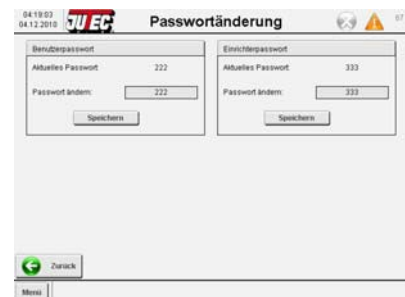 04:19:03
04.12.2010
JUTEC
Passwortänderung
67
Benutzerpasswort
Aktuelles Passwort 222
Passwort ändern: 222
Speichern
Einrichterpasswort
Aktuelles Passwort 333
Passwort ändern: 333
Speichern
Zurück
Menü